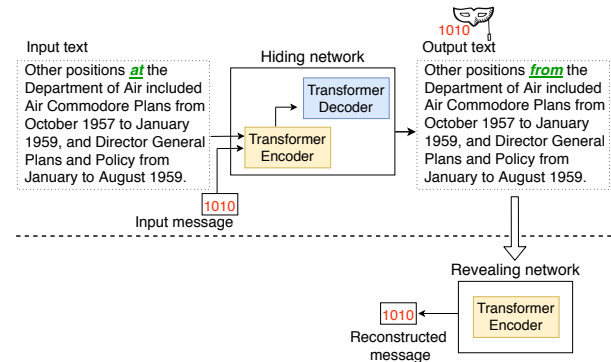 1010
Input text
Output text
Hiding network
Other positions at the
Department of Air included
Air Commodore Plans from
October 1957 to January
1959, and Director General
Plans and Policy from
January to August 1959.
Transformer
Decoder
Transformer
Encoder
Other positions from the
Department of Air included
Air Commodore Plans from
October 1957 to January
1959, and Director General
Plans and Policy from
January to August 1959.
1010
Input message
Revealing network
Transformer
Encoder
1010
Reconstructed
message